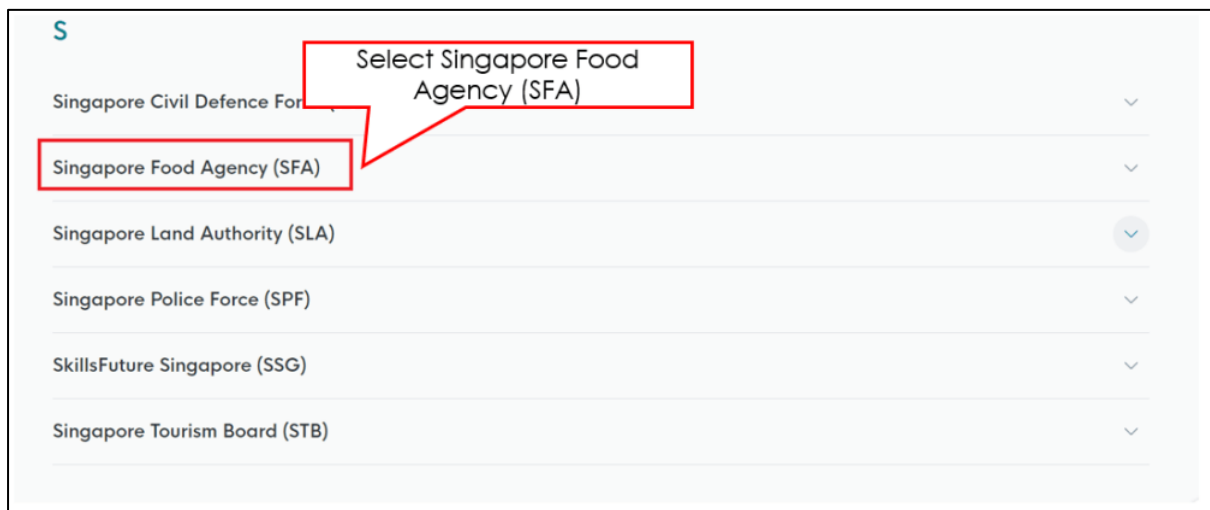 S
Select Singapore Food
Agency (SFA)
Singapore Civil Defence For
Singapore Food Agency (SFA)
Singapore Land Authority (SLA)
Singapore Police Force (SPF)
SkillsFuture Singapore (SSG)
Singapore Tourism Board (STB)